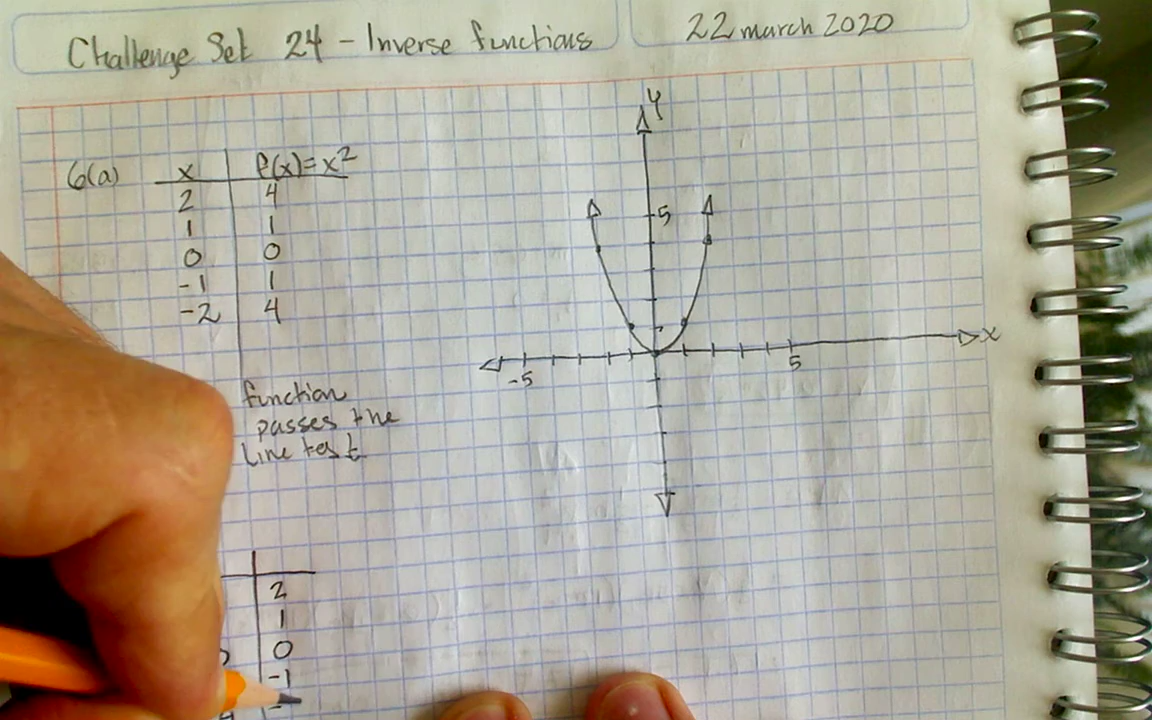 Challenge Set 24 - Inverse functions
22 march 2020
6(a)
x f(x)=x²
2 4
1 1
0 0
-1 1
-2 4
function
passes the
line test
y
5
x
-5
5
2
1
0
-1
-